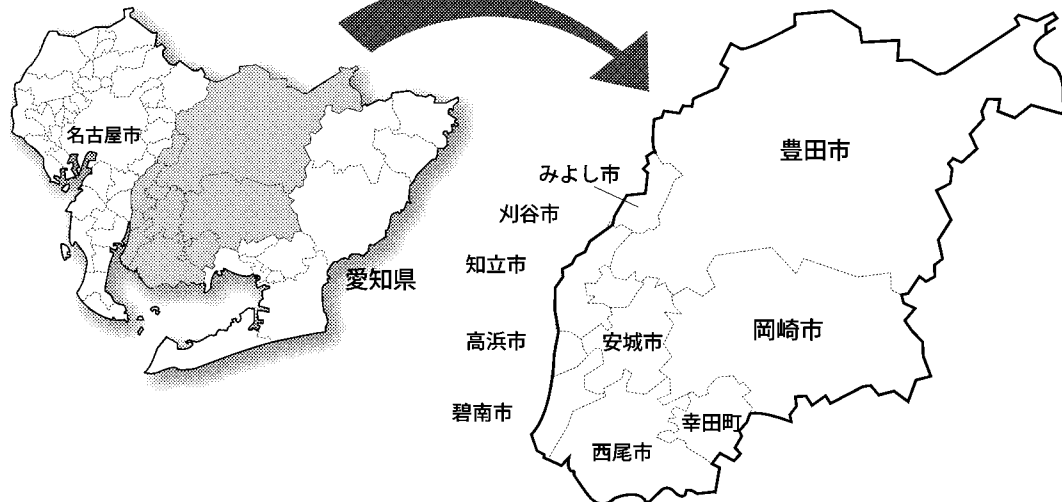 名古屋市
愛知県
豊田市
みよし市
刈谷市
知立市
高浜市
安城市
岡崎市
碧南市
幸田町
西尾市